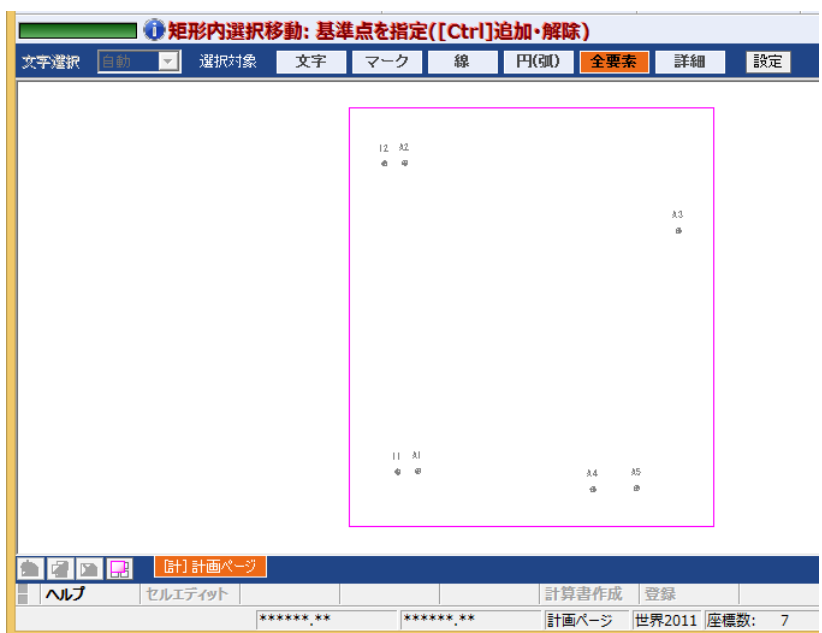 矩形内選択移動: 基準点を指定([Ctrl]追加・解除)
文字選択 自動 選択対象 文字 マーク 線 円(弧) 全要素 詳細 設定
12 A2
A3
11 A1
A4 A5
[計]計画ページ
ヘルプ セルエディット 計算書作成 登録
******.** ******.** 計画ページ 世界2011 座標数: 7